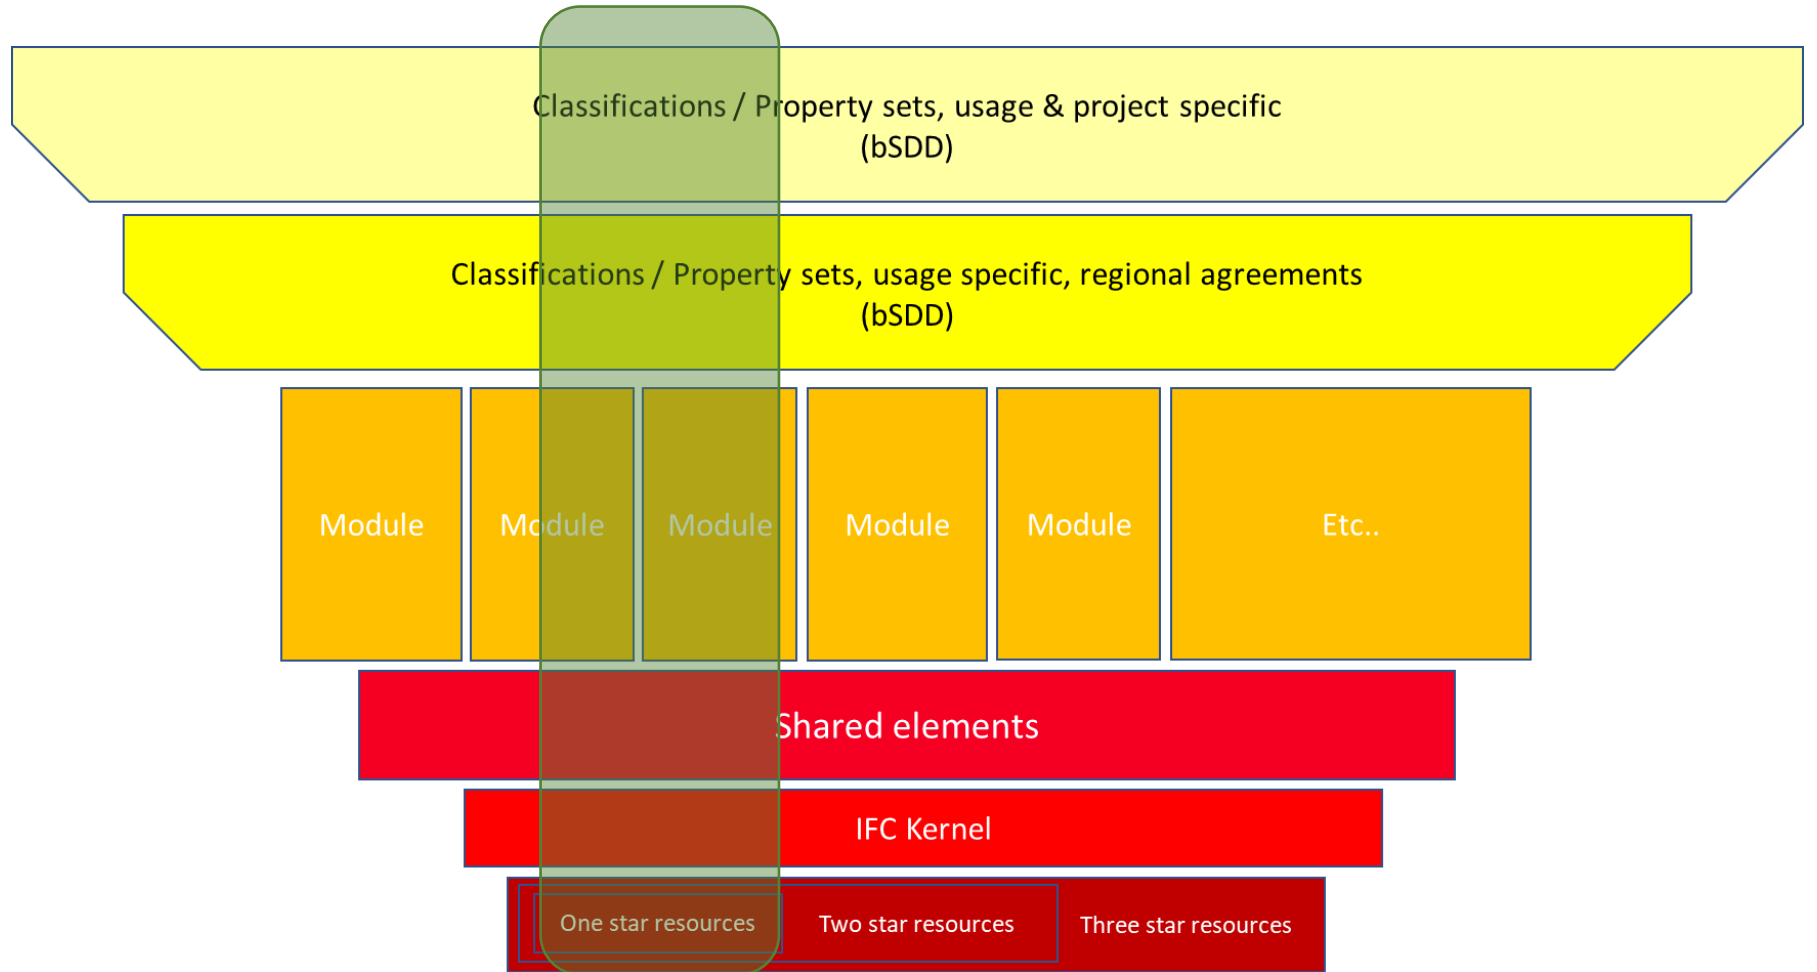 Classifications / Property sets, usage & project specific
(bSDD)
Classifications / Property sets, usage specific, regional agreements
(bSDD)
Module
Module
Module
Module
Module
Etc..
Shared elements
IFC Kernel
One star resources
Two star resources
Three star resources